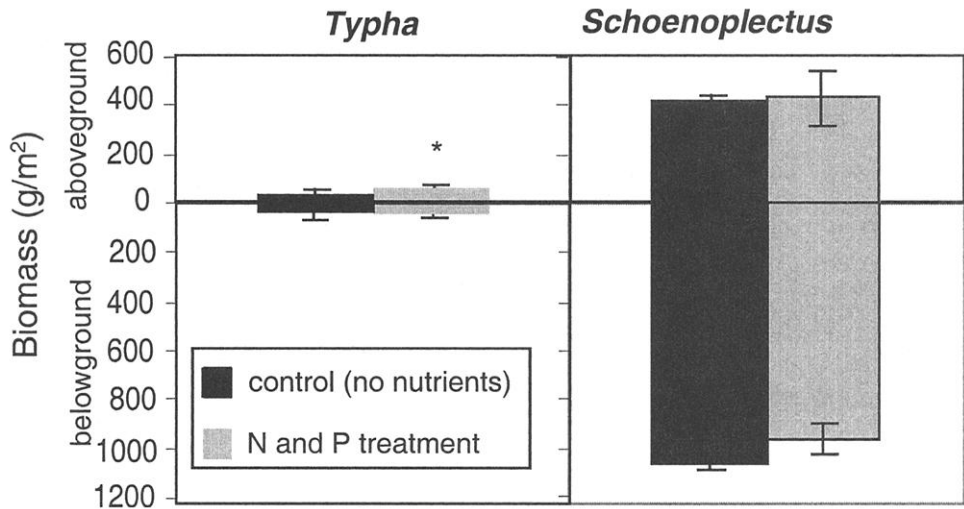 Typha Schoenoplectus
Biomass (g/m²)
aboveground
belowground
600
400
200
0
200
400
600
800
1000
1200
*
control (no nutrients)
N and P treatment